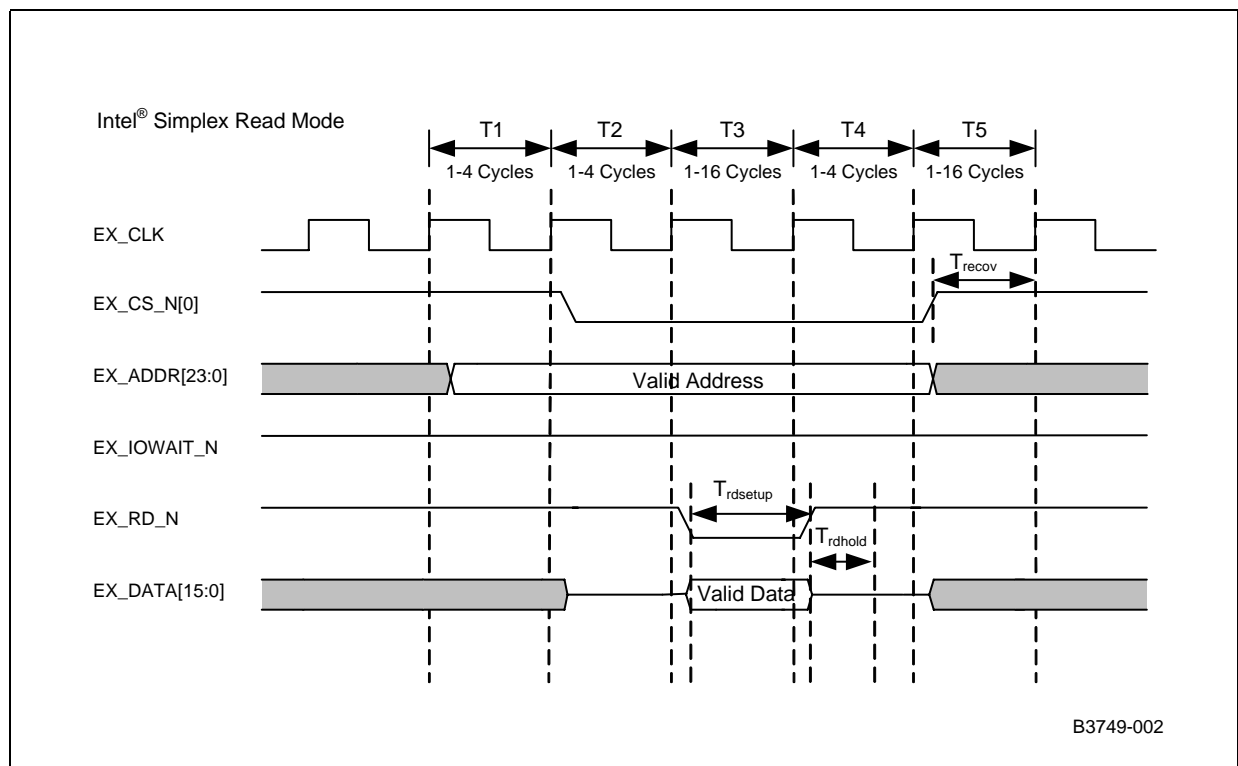 Intel® Simplex Read Mode
T1 T2 T3 T4 T5
1-4 Cycles 1-4 Cycles 1-16 Cycles 1-4 Cycles 1-16 Cycles
EX_CLK
Trecov
EX_CS_N[0]
EX_ADDR[23:0] Valid Address
EX_IOWAIT_N
Trdsetup
EX_RD_N
Trdhold
EX_DATA[15:0] Valid Data
B3749-002